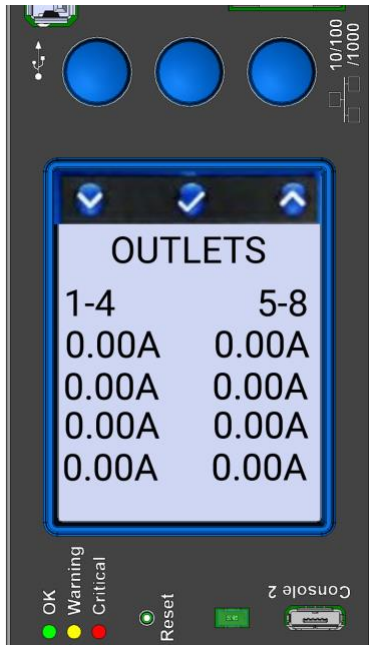 10/100
/1000
OUTLETS
1-4 5-8
0.00A 0.00A
0.00A 0.00A
0.00A 0.00A
0.00A 0.00A
OK
Warning
Critical
Reset
Console 2